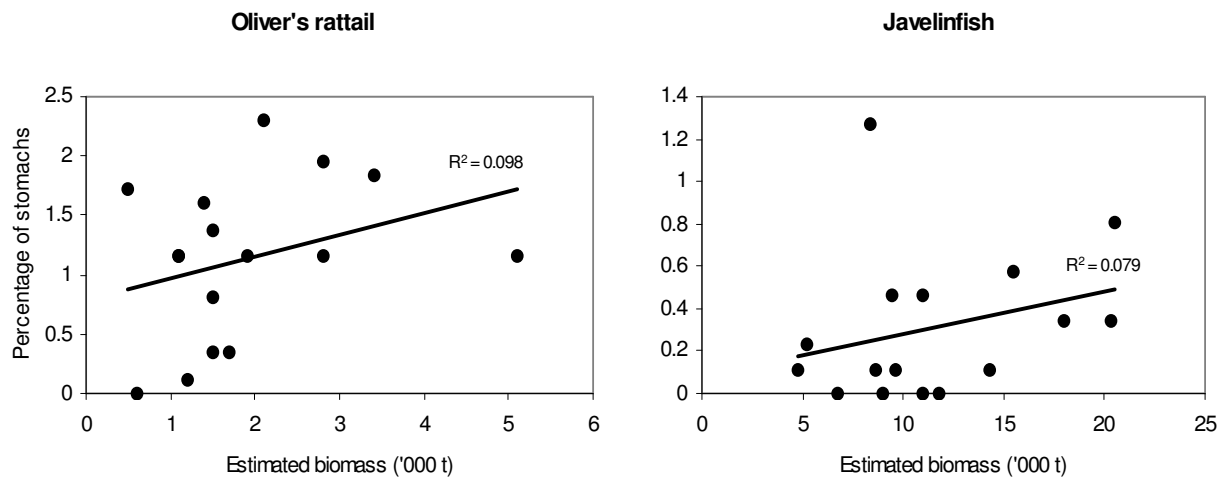 Oliver's rattail
Javelinfish
Percentage of stomachs
2.5
2
1.5
1
0.5
0
0 1 2 3 4 5 6
R² = 0.098
Estimated biomass ('000 t)
1.4
1.2
1
0.8
0.6
0.4
0.2
0
0 5 10 15 20 25
R² = 0.079
Estimated biomass ('000 t)